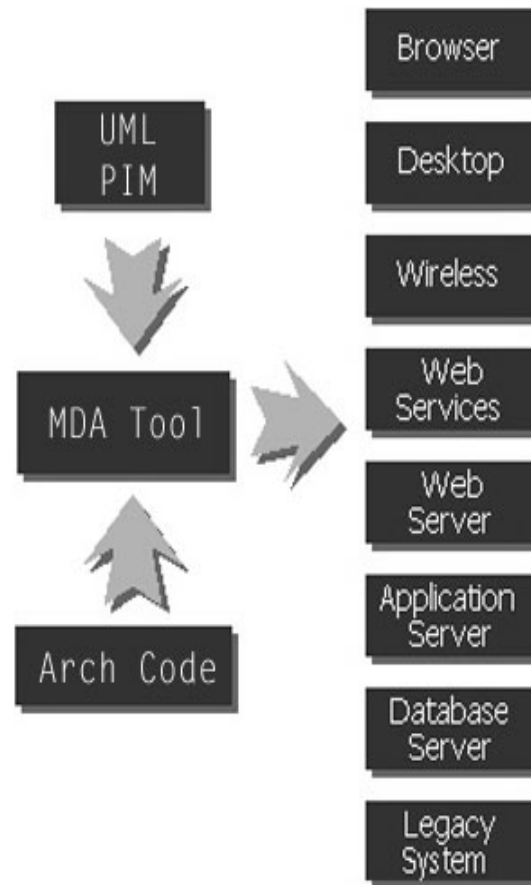 UML
PIM
MDA Tool
Arch Code
Browser
Desktop
Wireless
Web
Services
Web
Server
Application
Server
Database
Server
Legacy
System